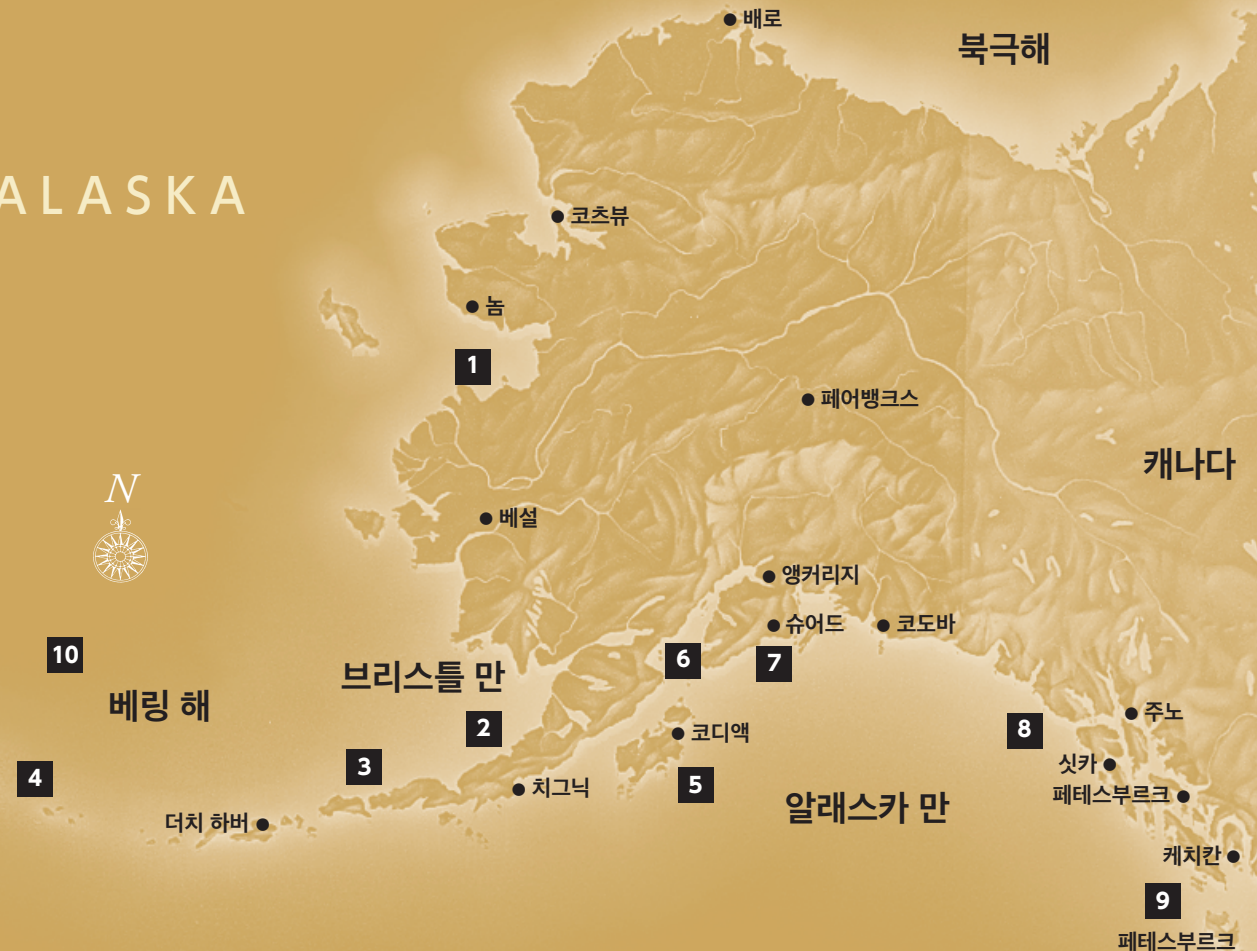 배로
북극해
ALASKA
코츠뷰
놈
1
페어뱅크스
캐나다
N
베설
앵커리지
슈어드
코도바
10
6
7
브리스틀 만
베링 해
2
8
주노
코디액
3
싯카
4
5
치그닉
페테스부르크
알래스카 만
더치 하버
케치칸
9
페테스부르크